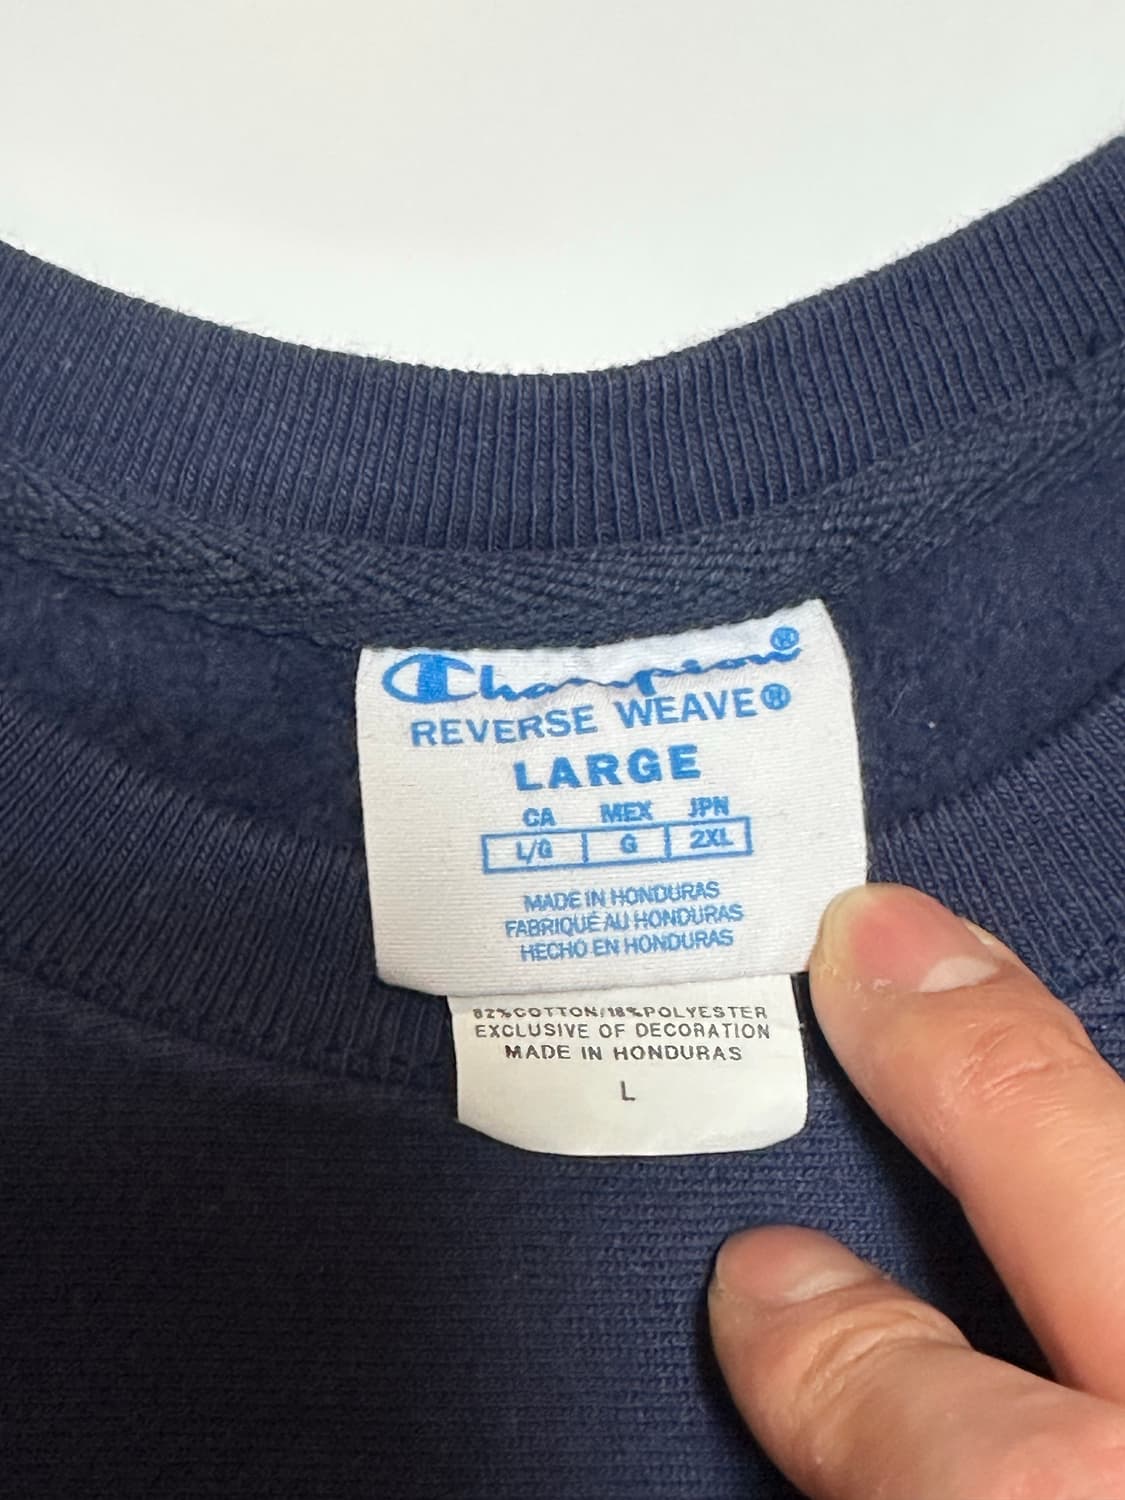 Champion®
REVERSE WEAVE®
LARGE
CA MEX JPN
L/G G 2XL
MADE IN HONDURAS
FABRIQUÉ AU HONDURAS
HECHO EN HONDURAS
82%COTTON/18%POLYESTER
EXCLUSIVE OF DECORATION
MADE IN HONDURAS
L